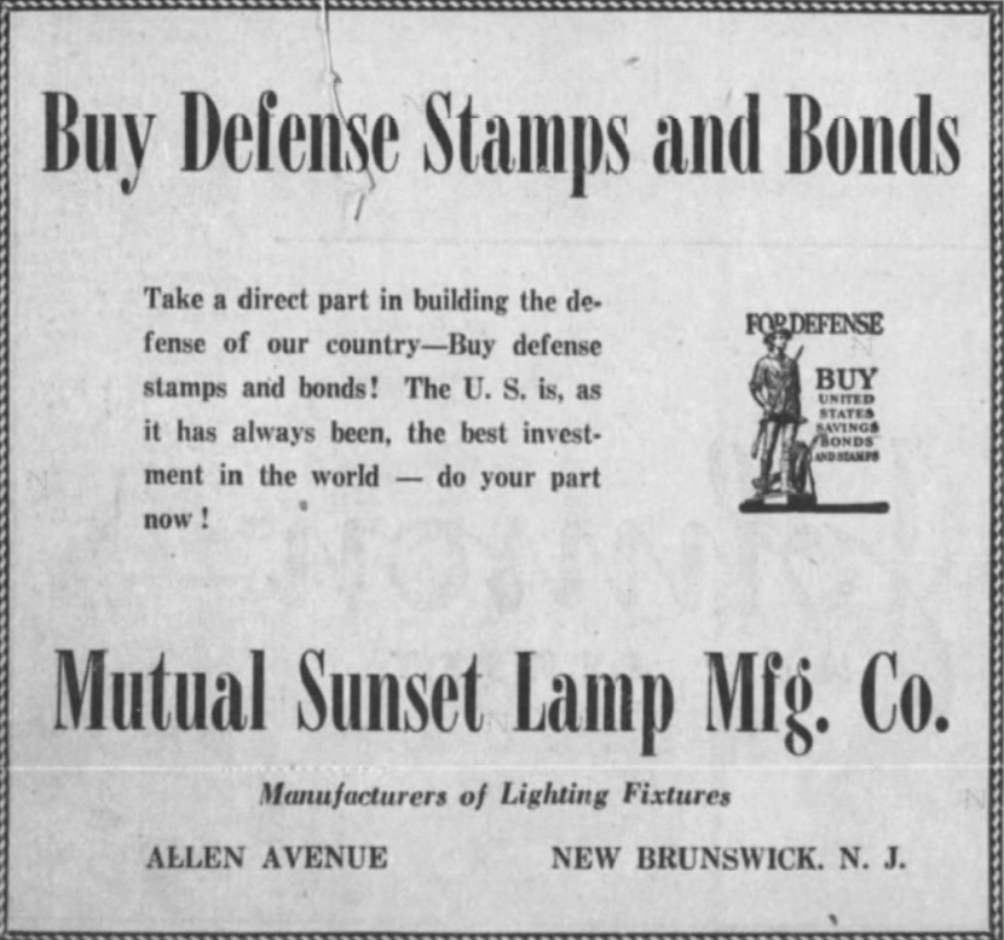 Buy Defense Stamps and Bonds
Take a direct part in building the de-
fense of our country—Buy defense
stamps and bonds! The U. S. is, as
it has always been, the best invest-
ment in the world — do your part
now!
FOR DEFENSE
BUY
UNITED
STATES
SAVINGS
BONDS
AND STAMPS
Mutual Sunset Lamp Mfg. Co.
Manufacturers of Lighting Fixtures
ALLEN AVENUE NEW BRUNSWICK. N. J.